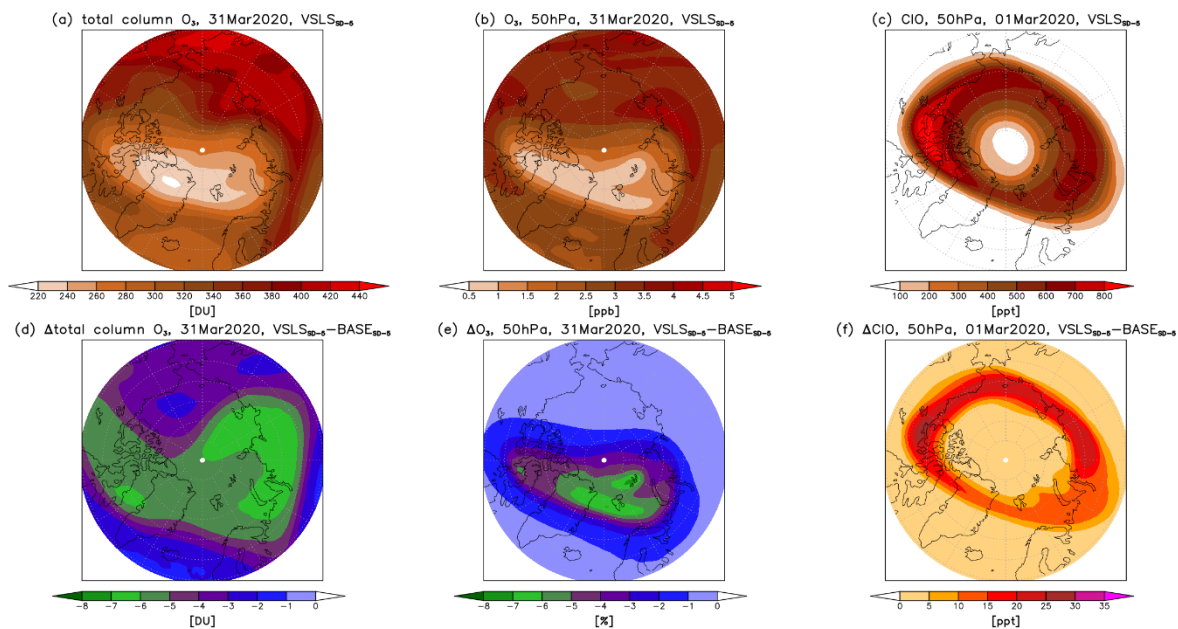 (a) total column O₃, 31Mar2020, VSLS_SD-5
(b) O₃, 50hPa, 31Mar2020, VSLS_SD-5
(c) ClO, 50hPa, 01Mar2020, VSLS_SD-5
220 240 260 280 300 320 340 360 380 400 420 440
[DU]
0.5 1 1.5 2 2.5 3 3.5 4 4.5 5
[ppb]
100 200 300 400 500 600 700 800
[ppt]
(d) Δtotal column O₃, 31Mar2020, VSLS_SD-5−BASE_SD-5
(e) ΔO₃, 50hPa, 31Mar2020, VSLS_SD-5−BASE_SD-5
(f) ΔClO, 50hPa, 01Mar2020, VSLS_SD-5−BASE_SD-5
−8 −7 −6 −5 −4 −3 −2 −1 0
[DU]
−8 −7 −6 −5 −4 −3 −2 −1 0
[%]
0 5 10 15 20 25 30 35
[ppt]